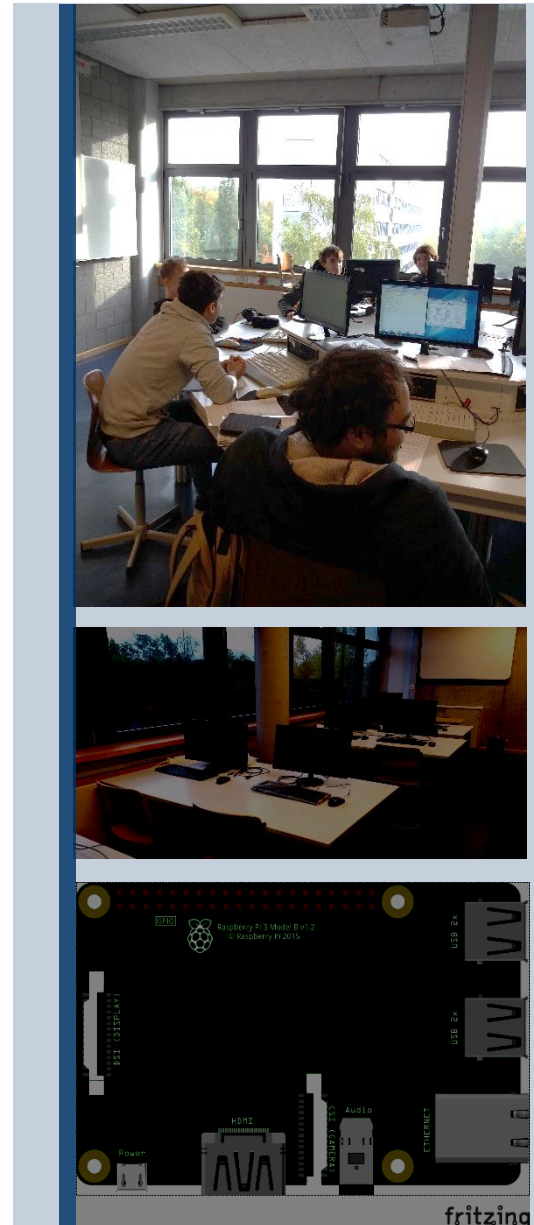 GPIO
Raspberry Pi 3 Model B v1.2
© Raspberry Pi 2015
USB 2x
DSI (DISPLAY)
USB 2x
HDMI
CSI (CAMERA)
Audio
ETHERNET
Power
fritzing